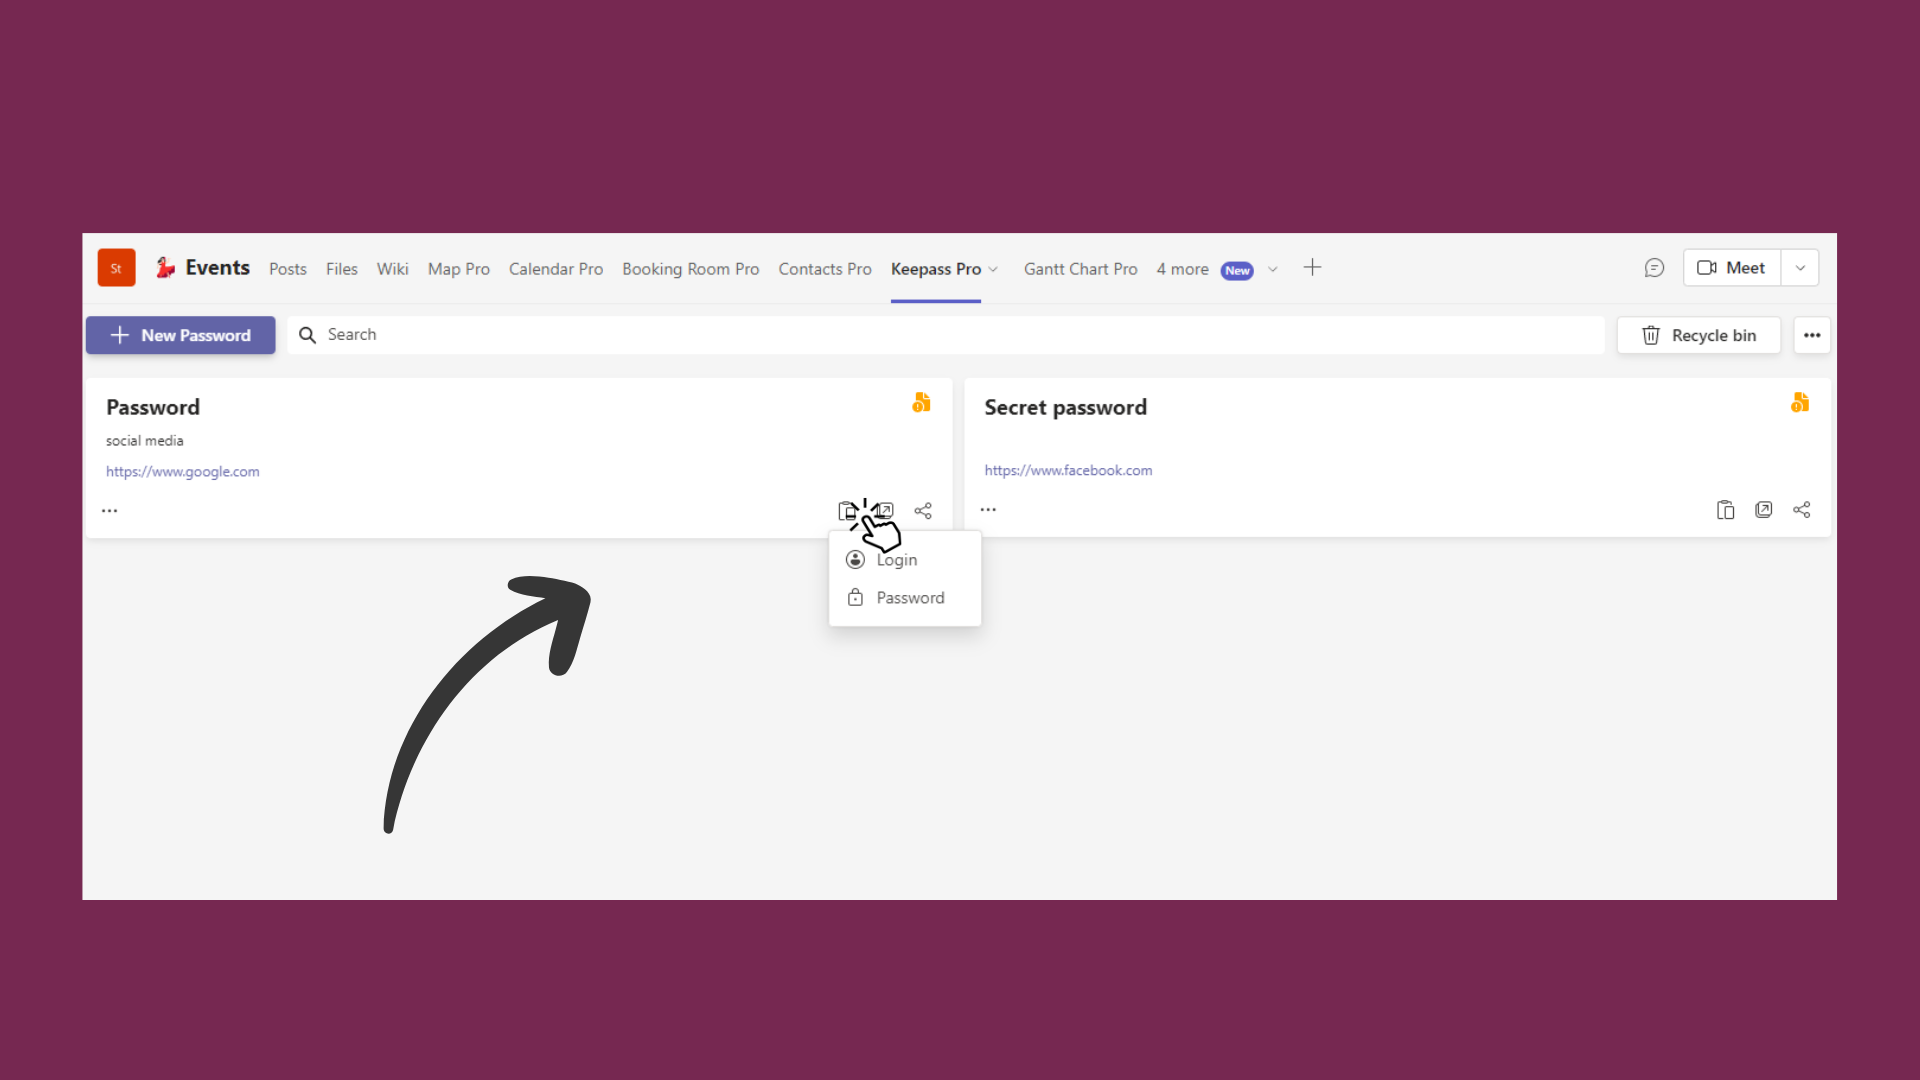 St Events Posts Files Wiki Map Pro Calendar Pro Booking Room Pro Contacts Pro Keepass Pro Gantt Chart Pro 4 more New Meet
New Password Search Recycle bin
Password
social media
https://www.google.com
Secret password
https://www.facebook.com
Login
Password